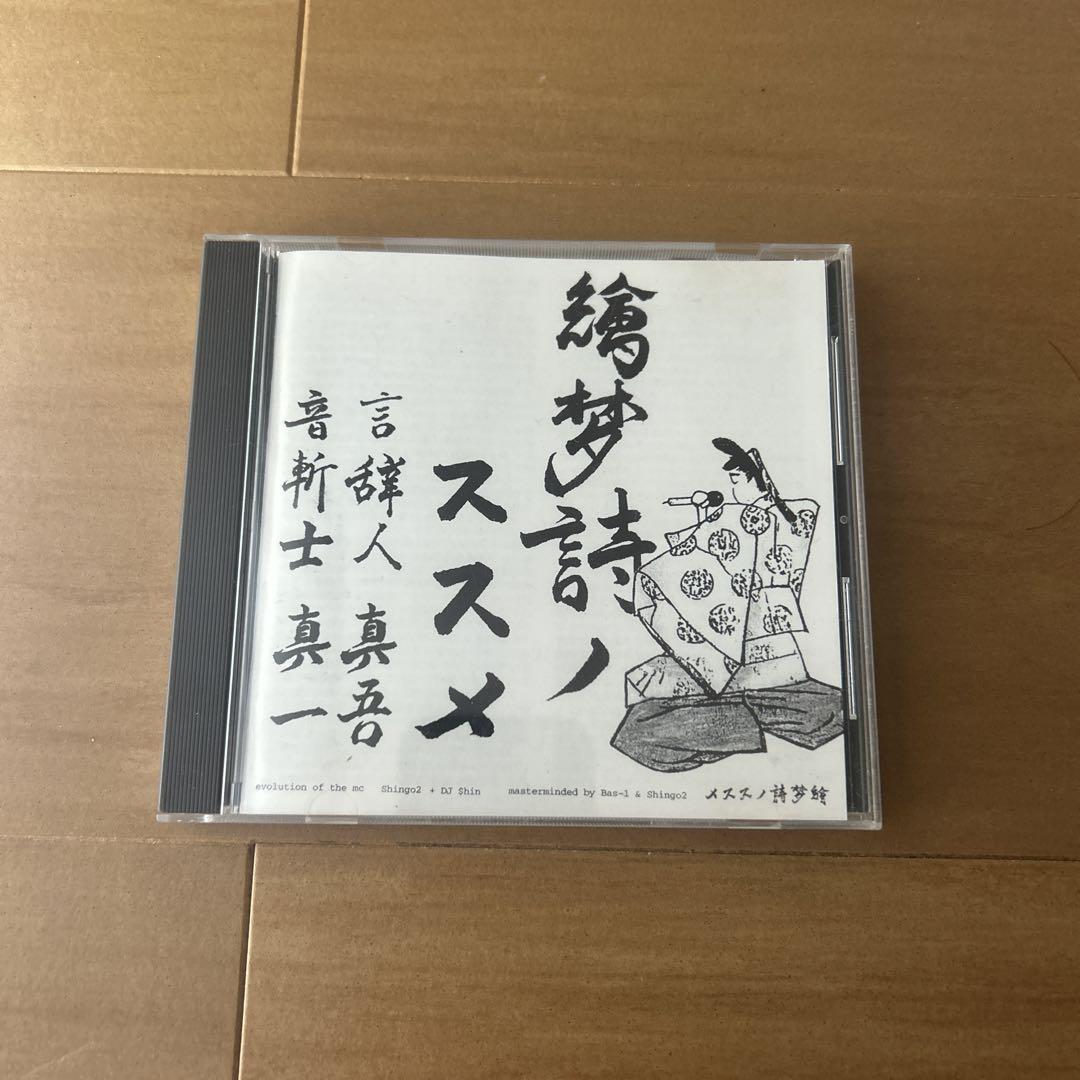 繪梦詩ノ
ススメ
言辞人 真吾
音斬士 真一
evolution of the mc Shingo2 + DJ $hin masterminded by Bas-1 & Shingo2 メススノ詩梦繪